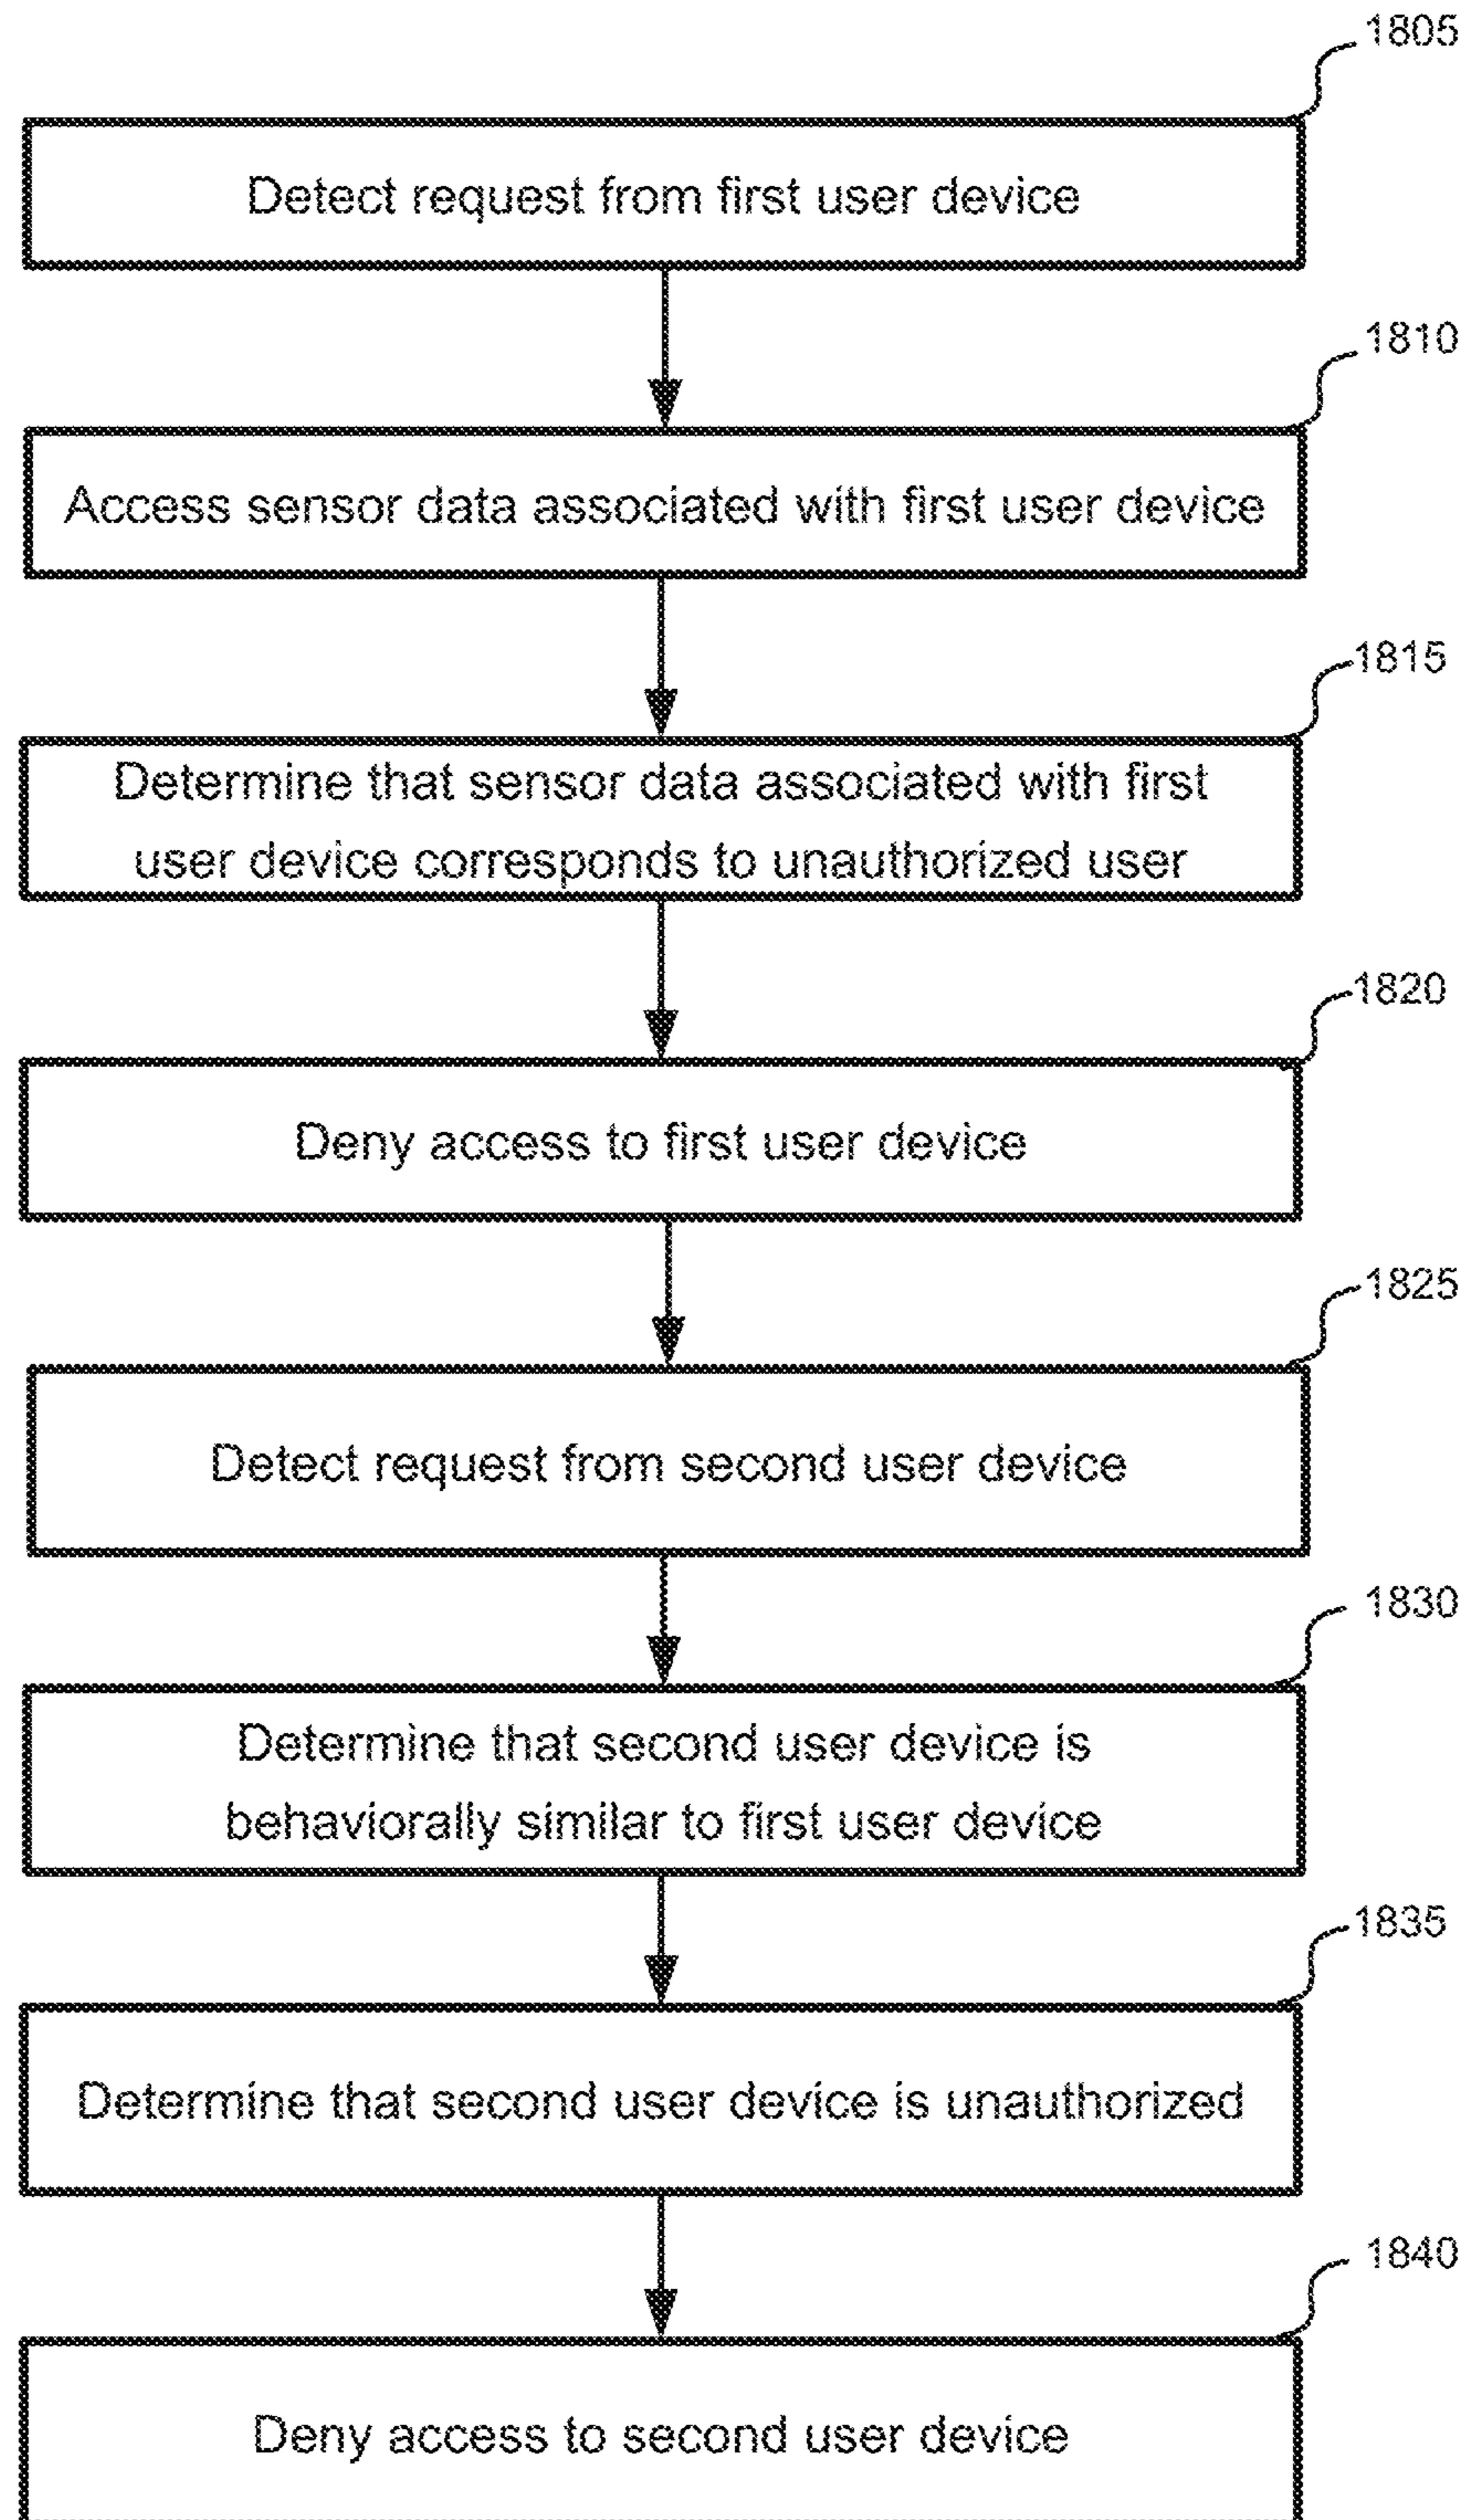 1805
Detect request from first user device
1810
Access sensor data associated with first user device
1815
Determine that sensor data associated with first
user device corresponds to unauthorized user
1820
Deny access to first user device
1825
Detect request from second user device
1830
Determine that second user device is
behaviorally similar to first user device
1835
Determine that second user device is unauthorized
1840
Deny access to second user device